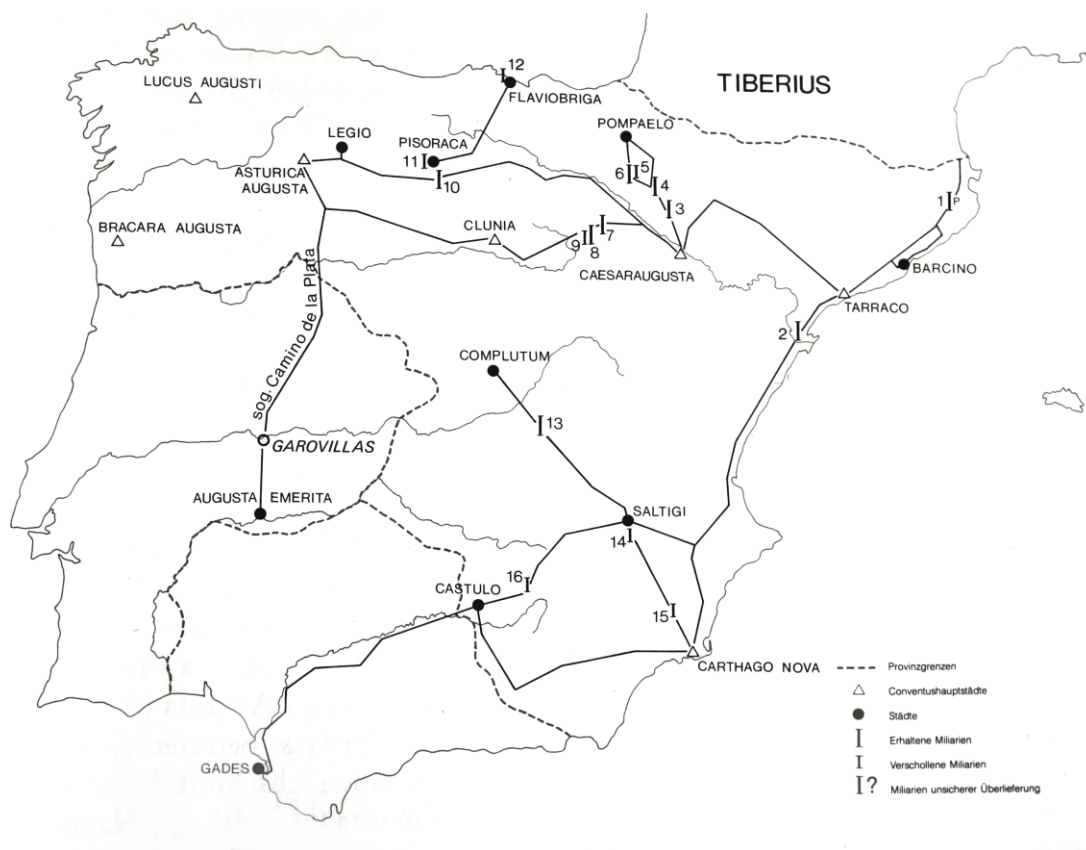 TIBERIUS
12
FLAVIOBRIGA
LUCUS AUGUSTI
LEGIO
PISORACA
11
10
POMPAELO
6
5
4
3
ASTURICA
AUGUSTA
1
P
BRACARA AUGUSTA
CLUNIA
9
8
7
CAESARAUGUSTA
BARCINO
TARRACO
2
sog. Camino de la Plata
COMPLUTUM
13
GAROVILLAS
AUGUSTA EMERITA
SALTIGI
14
16
CASTULO
15
CARTHAGO NOVA
GADES
Provinzgrenzen
Conventushauptstädte
Städte
Erhaltene Miliarien
Verschollene Miliarien
? Miliarien unsicherer Überlieferung